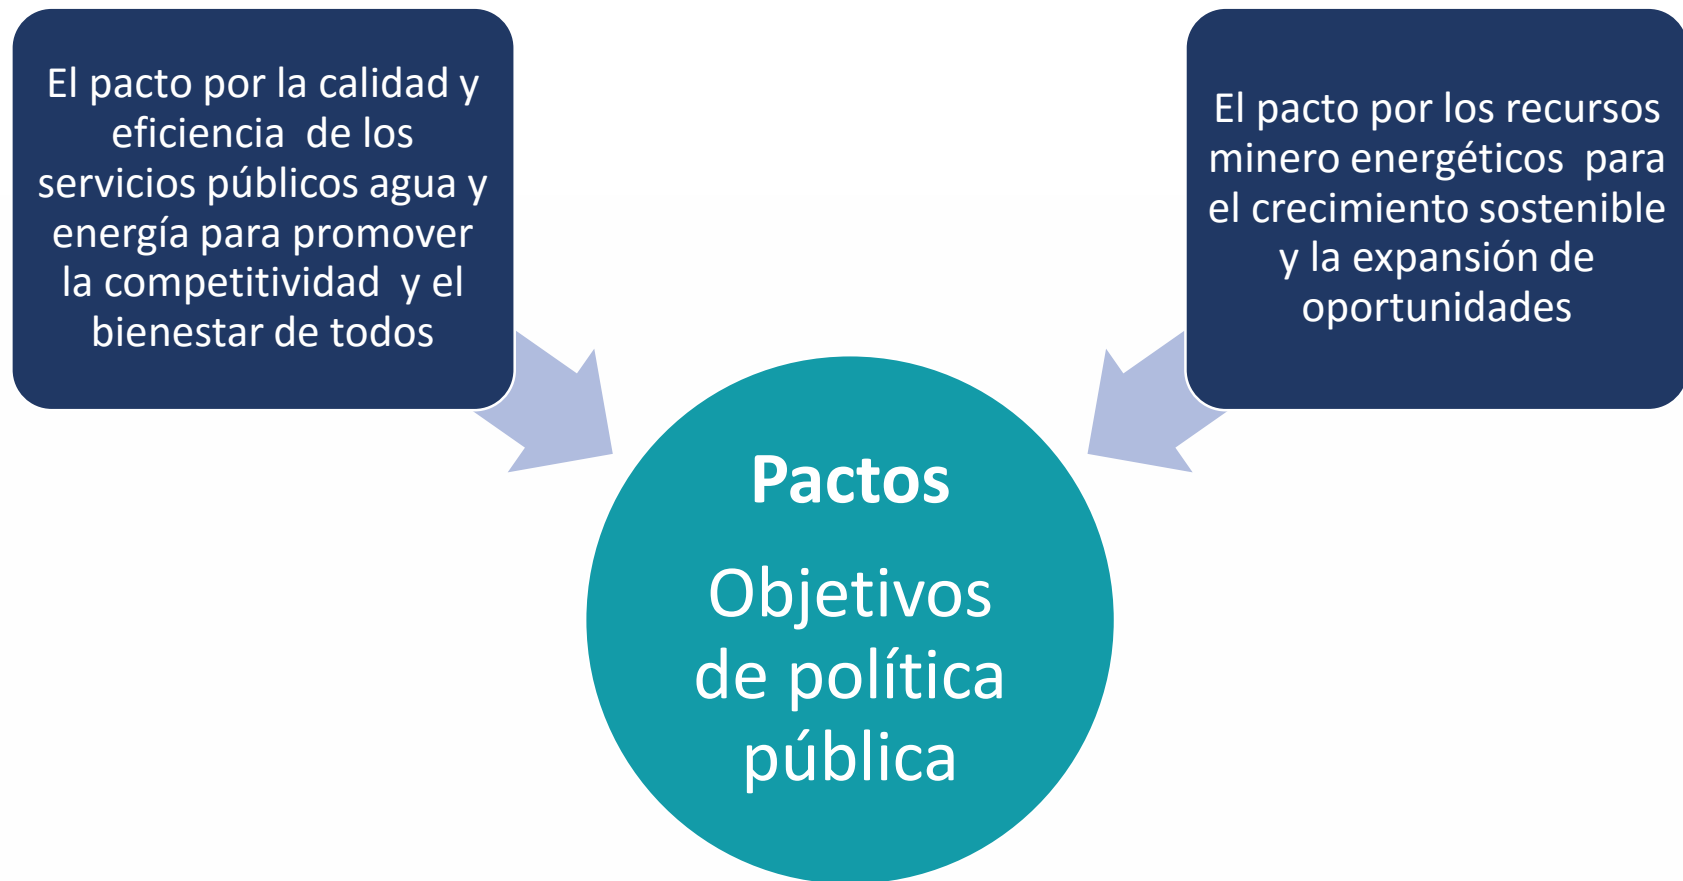 El pacto por la calidad y
eficiencia  de los
servicios públicos agua y
energía para promover
la competitividad  y el
bienestar de todos
El pacto por los recursos
minero energéticos  para
el crecimiento sostenible
y la expansión de
oportunidades
Pactos
Objetivos
de política
pública